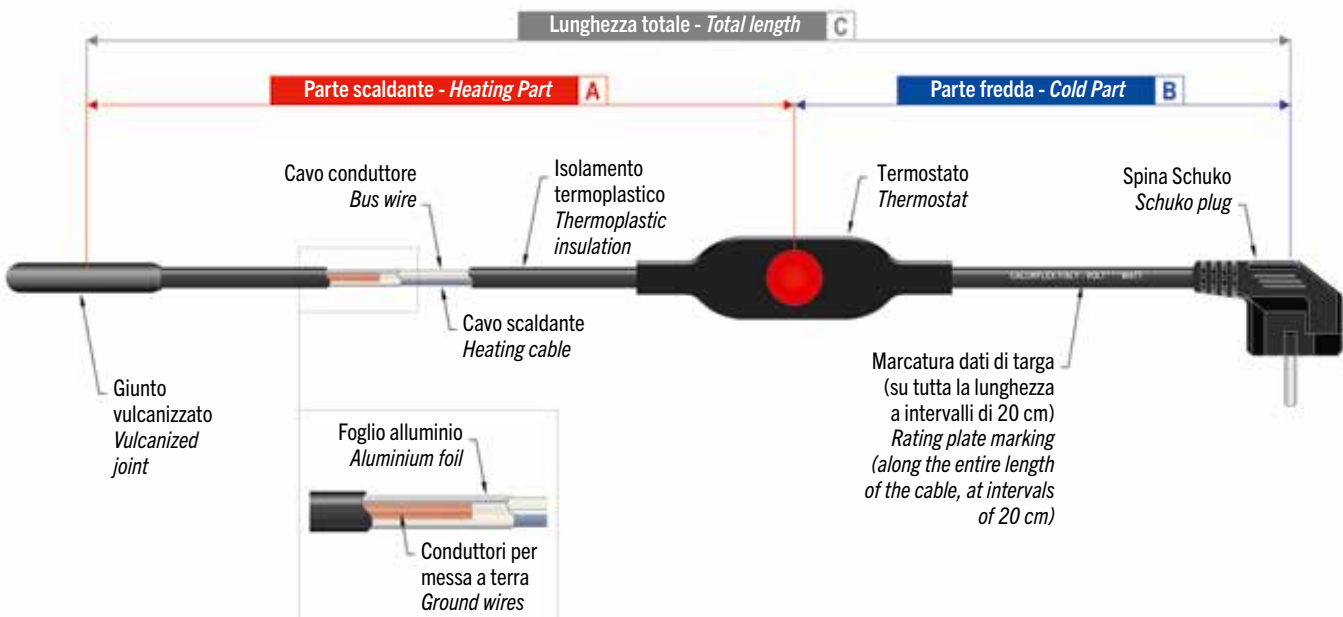 Lunghezza totale - Total length C
Parte scaldante - Heating Part A
Parte fredda - Cold Part B
Cavo conduttore
Bus wire
Isolamento
termoplastico
Thermoplastic
insulation
Termostato
Thermostat
Spina Schuko
Schuko plug
Cavo scaldante
Heating cable
Giunto
vulcanizzato
Vulcanized
joint
Marcatura dati di targa
(su tutta la lunghezza
a intervalli di 20 cm)
Rating plate marking
(along the entire length
of the cable, at intervals
of 20 cm)
Foglio alluminio
Aluminium foil
Conduttori per
messa a terra
Ground wires